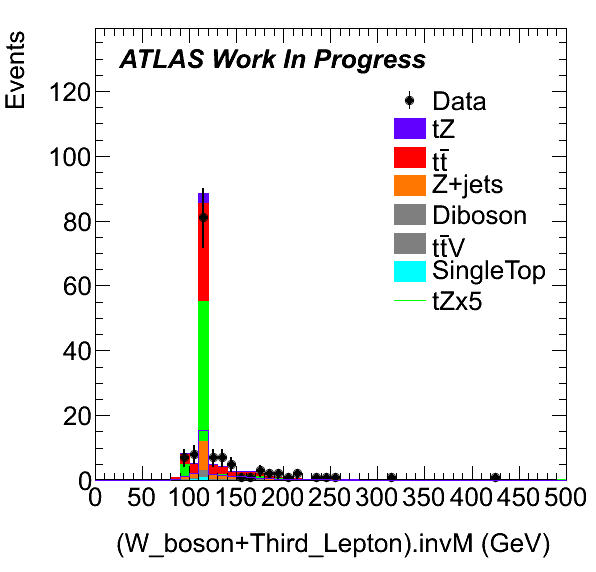 ATLAS Work In Progress
Events
120
100
80
60
40
20
0
Data
tZ
tt̄
Z+jets
Diboson
tt̄V
SingleTop
tZx5
0 50 100 150 200 250 300 350 400 450 500
(W_boson+Third_Lepton).invM (GeV)